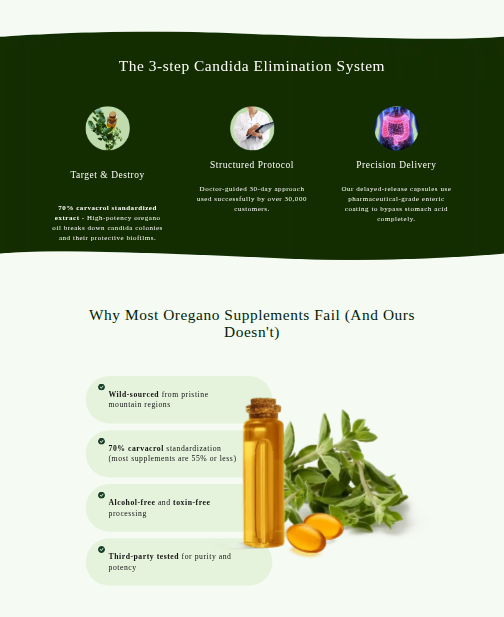 The 3-step Candida Elimination System
Target & Destroy
70% carvacrol standardized
extract - High-potency oregano
oil breaks down candida colonies
and their protective biofilms.
Structured Protocol
Doctor-guided 30-day approach
used successfully by over 30,000
customers.
Precision Delivery
Our delayed-release capsules use
pharmaceutical-grade enteric
coating to bypass stomach acid
completely.
Why Most Oregano Supplements Fail (And Ours
Doesn't)
Wild-sourced from pristine
mountain regions
70% carvacrol standardization
(most supplements are 55% or less)
Alcohol-free and toxin-free
processing
Third-party tested for purity and
potency